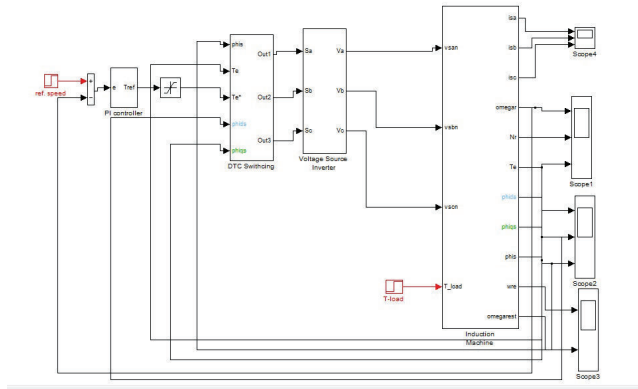 isa
isb
isc
Scope4
phis
Te
Te*
phids
phiqs
Out1
Out2
Out3
DTC Swithcing
Sa
Sb
Sc
Va
Vb
Vc
Voltage Source
Inverter
vsan
vsbn
vscn
T_load
omegar
Nr
Te
phids
phiqs
phis
wre
omegarest
Induction
Machine
ref. speed
+
−
e
Tref
PI controller
T-load
Scope1
Scope2
Scope3